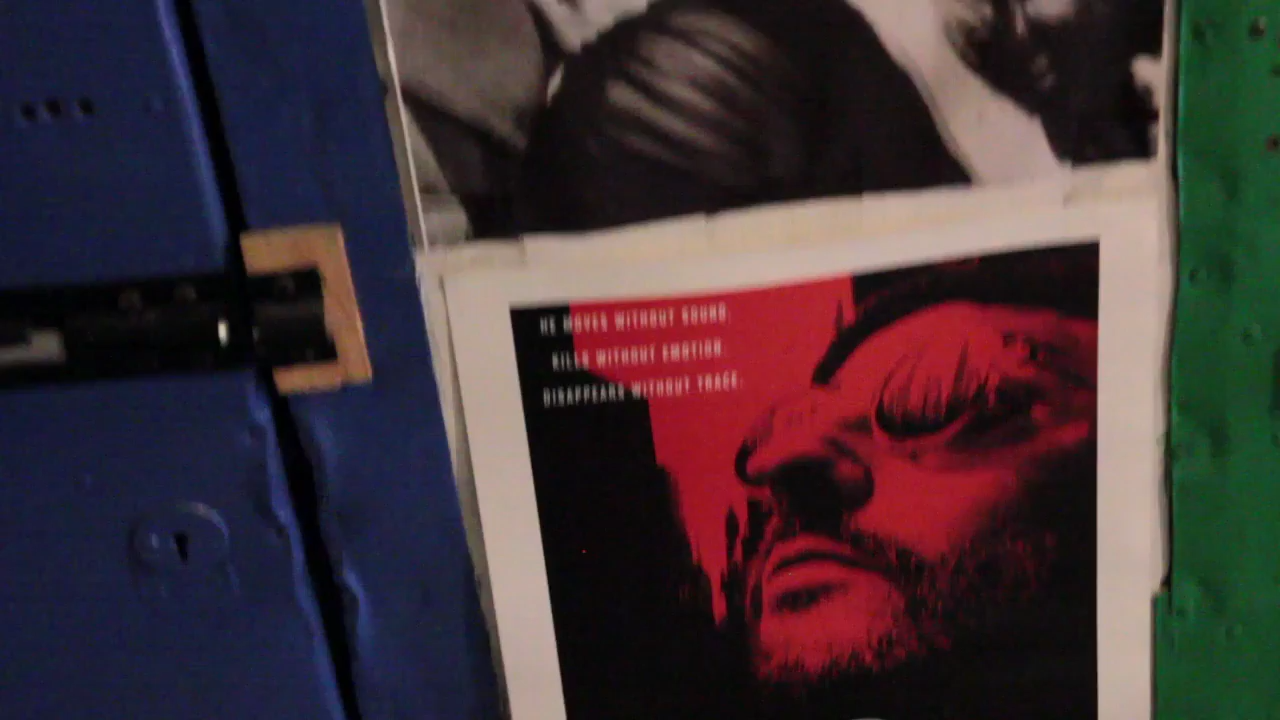 HE MOVES WITHOUT SOUND.
KILLS WITHOUT EMOTION.
DISAPPEARS WITHOUT TRACE.